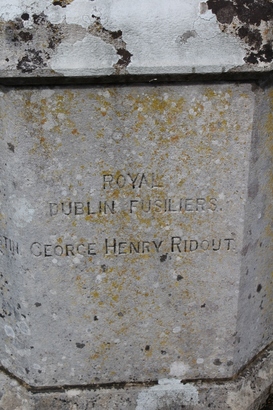 ROYAL
DUBLIN FUSILIERS.
GEORGE HENRY RIDOUT